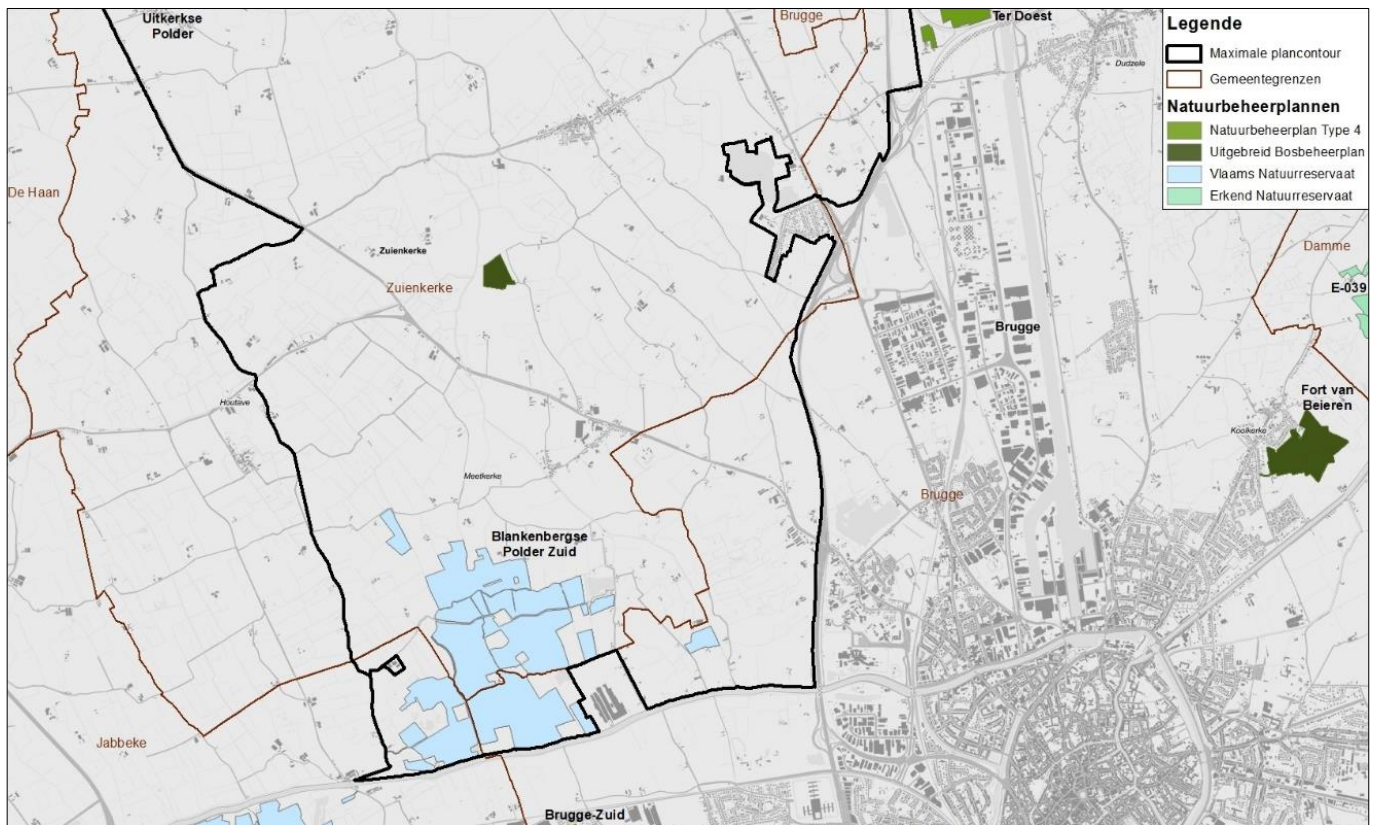 Uitkerkse
Polder
Brugge
Ter Doest
Dudzele
Legende
Maximale plancontour
Gemeentegrenzen
Natuurbeheerplannen
Natuurbeheerplan Type 4
Uitgebreid Bosbeheerplan
Vlaams Natuurreservaat
Erkend Natuurreservaat
De Haan
Zuienkerke
Zuienkerke
Damme
E-039
Brugge
Fort van
Beieren
Houtave
Koolkerke
Meetkerke
Brugge
Blankenbergse
Polder Zuid
Jabbeke
Brugge-Zuid